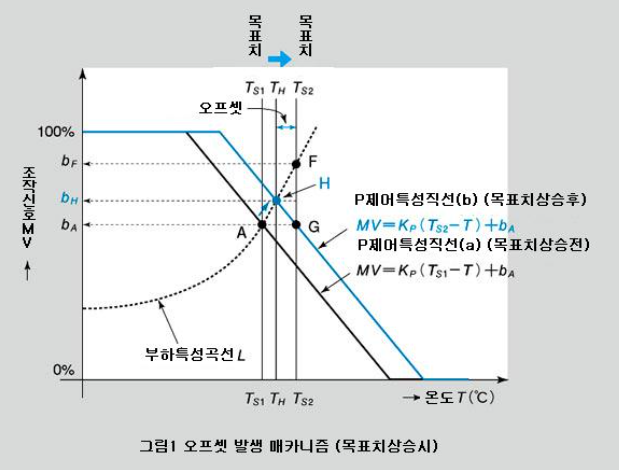 목표치 목표치
T_S1 T_H T_S2
오프셋
100%
b_F
F
조작신호MV
b_H
H
P제어특성직선(b) (목표치상승후)
MV=K_P(T_S2-T)+b_A
b_A
A
G
P제어특성직선(a) (목표치상승전)
MV=K_P(T_S1-T)+b_A
부하특성곡선L
0%
T_S1 T_H T_S2
→온도T(℃)
그림1 오프셋 발생 매카니즘 (목표치상승시)